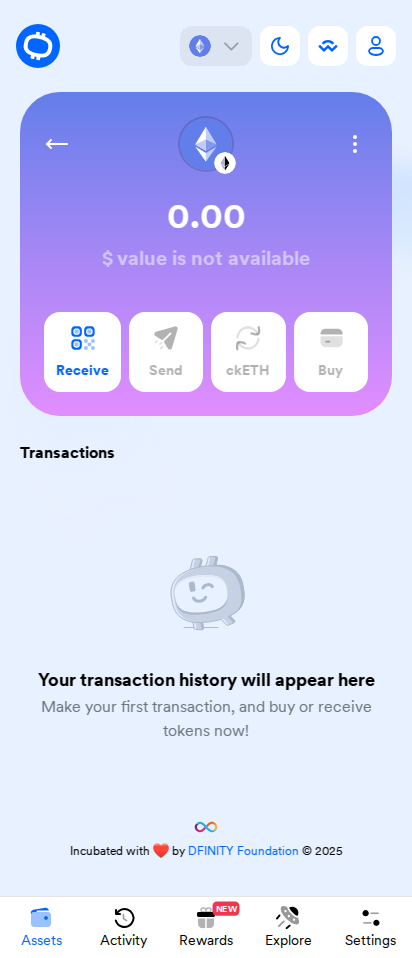 0.00
$ value is not available
Receive
Send
ckETH
Buy
Transactions
Your transaction history will appear here
Make your first transaction, and buy or receive
tokens now!
Incubated with ❤️ by DFINITY Foundation © 2025
NEW
Assets
Activity
Rewards
Explore
Settings